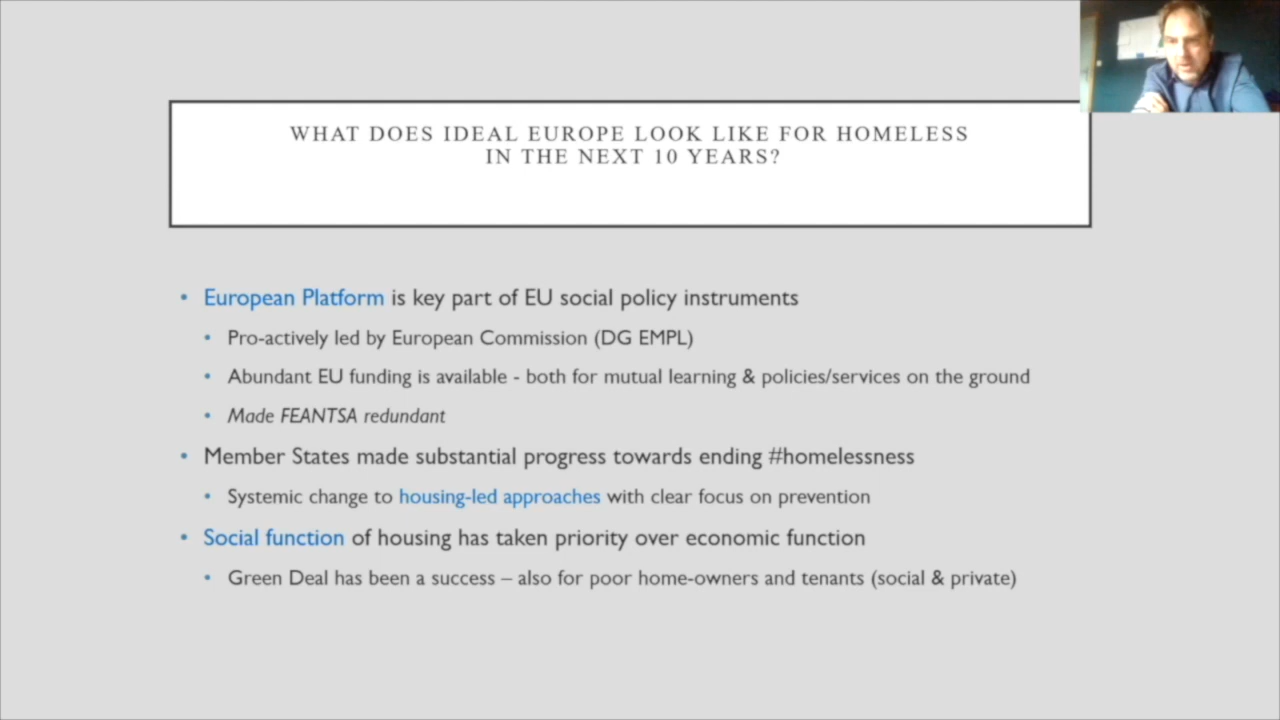 WHAT DOES IDEAL EUROPE LOOK LIKE FOR HOMELESS
IN THE NEXT 10 YEARS?
• European Platform is key part of EU social policy instruments
• Pro-actively led by European Commission (DG EMPL)
• Abundant EU funding is available - both for mutual learning & policies/services on the ground
• Made FEANTSA redundant
• Member States made substantial progress towards ending #homelessness
• Systemic change to housing-led approaches with clear focus on prevention
• Social function of housing has taken priority over economic function
• Green Deal has been a success – also for poor home-owners and tenants (social & private)